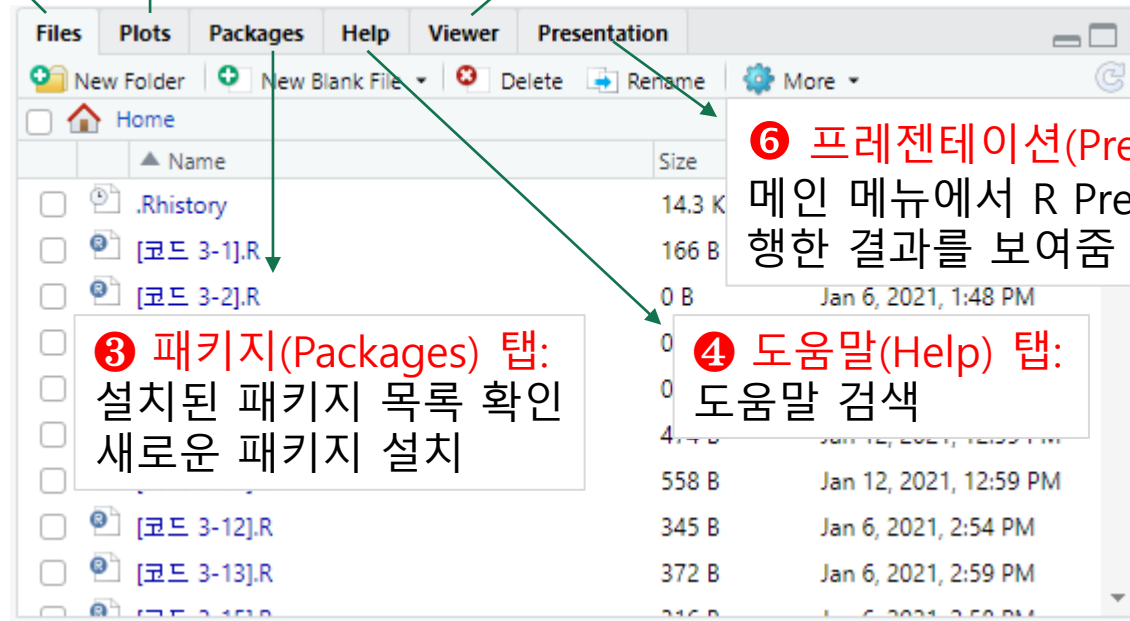 Files Plots Packages Help Viewer Presentation
New Folder New Blank File Delete Rename More
Home
Name Size
.Rhistory 14.3 K
[코드 3-1].R 166 B
[코드 3-2].R 0 B Jan 6, 2021, 1:48 PM
❻ 프레젠테이션(Pre
메인 메뉴에서 R Pre
행한 결과를 보여줌
❸ 패키지(Packages) 탭:
설치된 패키지 목록 확인
새로운 패키지 설치
❹ 도움말(Help) 탭:
도움말 검색
558 B Jan 12, 2021, 12:59 PM
[코드 3-12].R 345 B Jan 6, 2021, 2:54 PM
[코드 3-13].R 372 B Jan 6, 2021, 2:59 PM